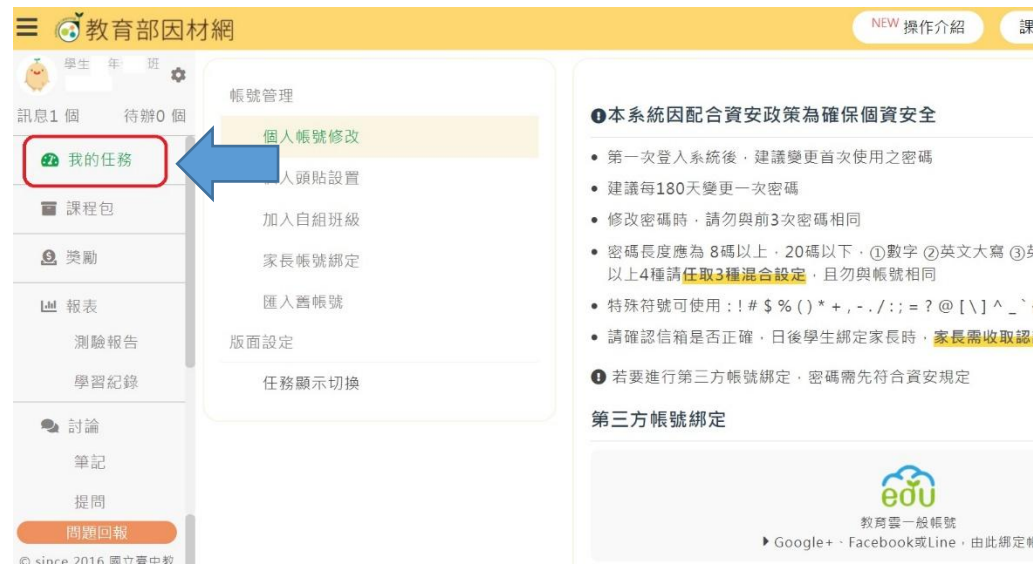 教育部因材網
NEW 操作介紹
課
學生 年 班
訊息1 個 待辦0 個
我的任務
課程包
獎勵
報表
測驗報告
學習紀錄
討論
筆記
提問
問題回報
© since 2016 國立臺中教
帳號管理
個人帳號修改
人頭貼設置
加入自組班級
家長帳號綁定
匯入舊帳號
版面設定
任務顯示切換
本系統因配合資安政策為確保個資安全
第一次登入系統後，建議變更首次使用之密碼
建議每180天變更一次密碼
修改密碼時，請勿與前3次密碼相同
密碼長度應為 8碼以上，20碼以下，①數字 ②英文大寫 ③英
以上4種請任取3種混合設定，且勿與帳號相同
特殊符號可使用：! # $ % ( ) * + , - . / : ; = ? @ [ \ ] ^ _ `
請確認信箱是否正確，日後學生綁定家長時，家長需收取認
若要進行第三方帳號綁定，密碼需先符合資安規定
第三方帳號綁定
edu
教育雲一般帳號
Google+、Facebook或Line，由此綁定